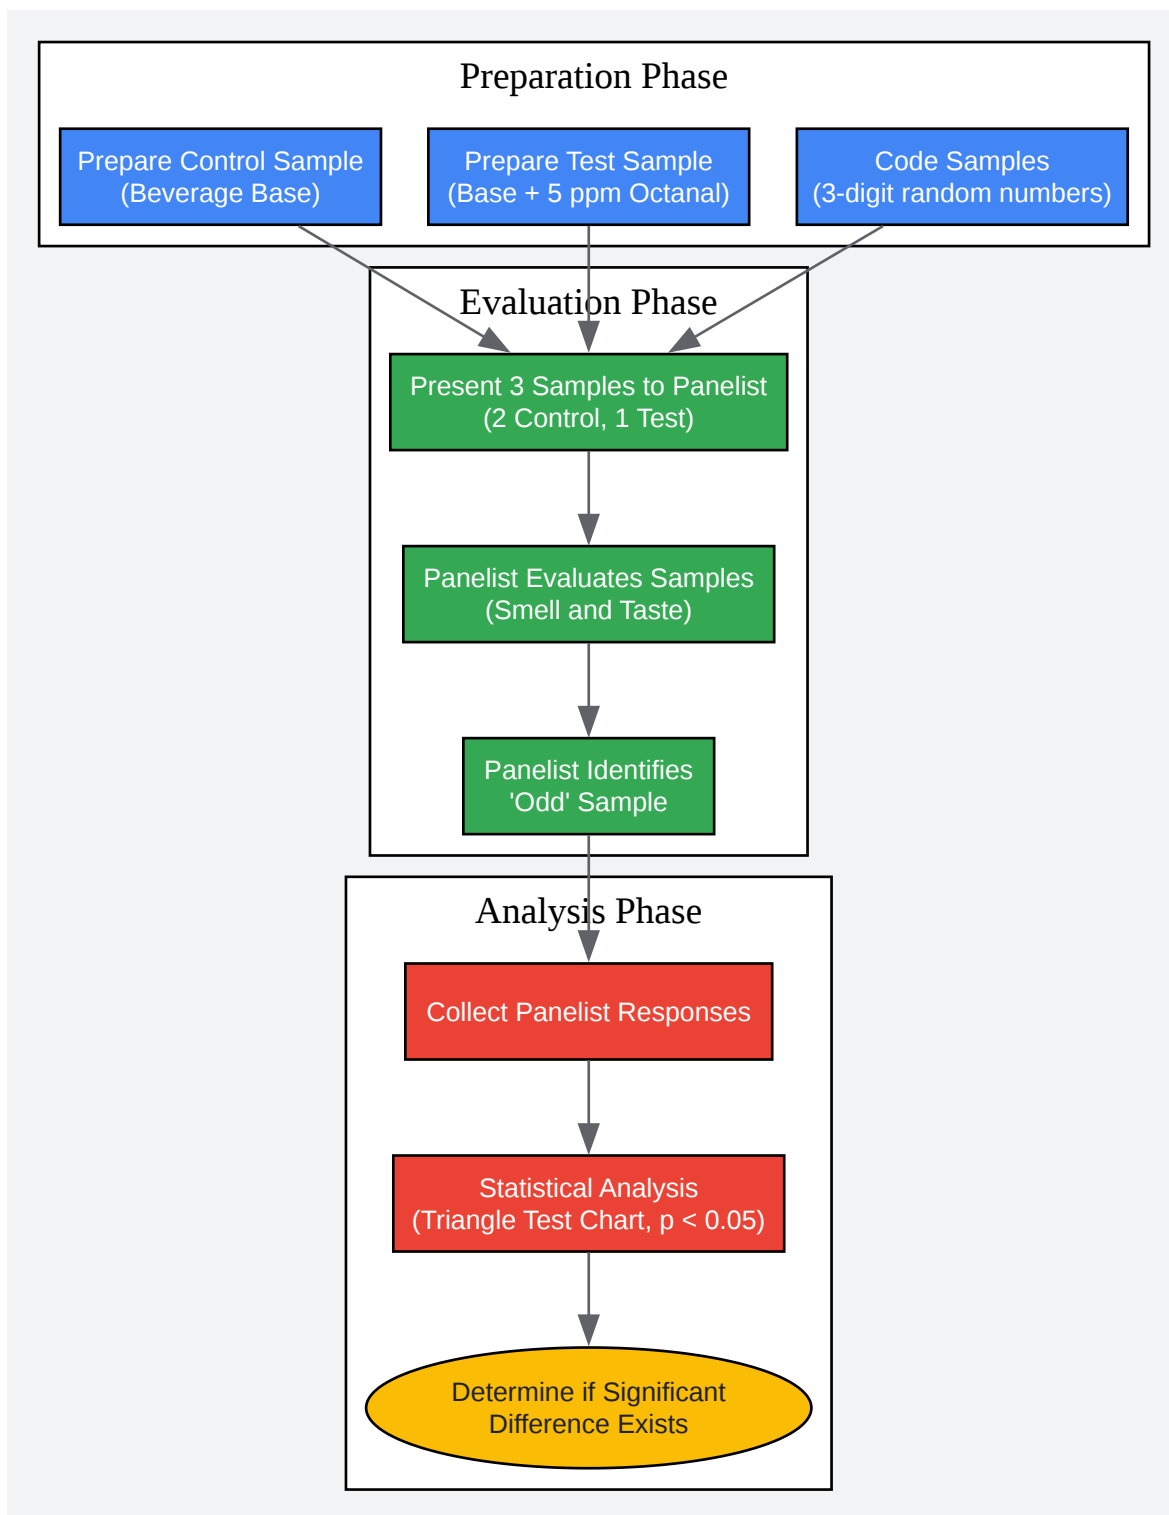 Preparation Phase
Prepare Control Sample
(Beverage Base)
Prepare Test Sample
(Base + 5 ppm Octanal)
Code Samples
(3-digit random numbers)
Evaluation Phase
Present 3 Samples to Panelist
(2 Control, 1 Test)
Panelist Evaluates Samples
(Smell and Taste)
Panelist Identifies
'Odd' Sample
Analysis Phase
Collect Panelist Responses
Statistical Analysis
(Triangle Test Chart, p < 0.05)
Determine if Significant
Difference Exists